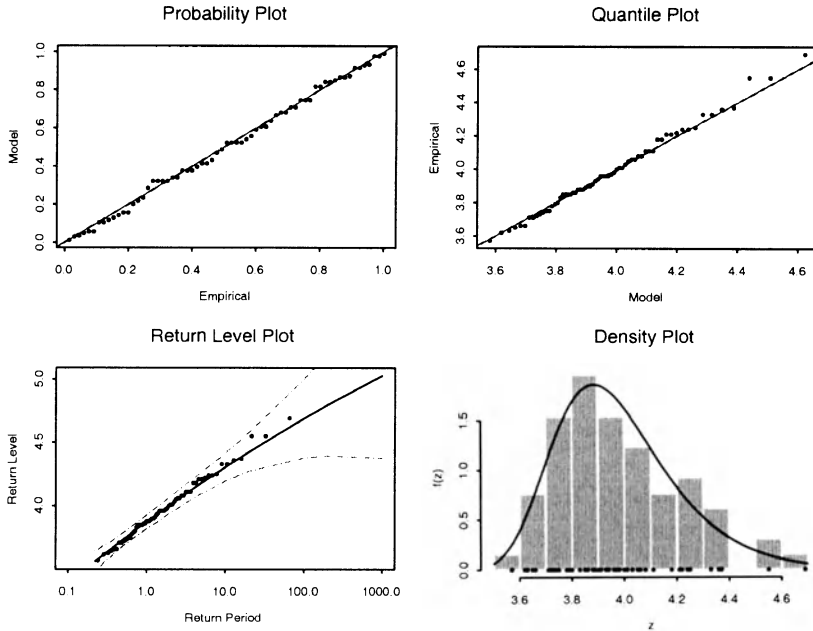 Probability Plot
Model
1.0
0.8
0.6
0.4
0.2
0.0
0.0 0.2 0.4 0.6 0.8 1.0
Empirical
Quantile Plot
Empirical
4.6
4.4
4.2
4.0
3.8
3.6
3.6 3.8 4.0 4.2 4.4 4.6
Model
Return Level Plot
Return Level
5.0
4.5
4.0
0.1 1.0 10.0 100.0 1000.0
Return Period
Density Plot
f(z)
1.5
1.0
0.5
0.0
3.6 3.8 4.0 4.2 4.4 4.6
z